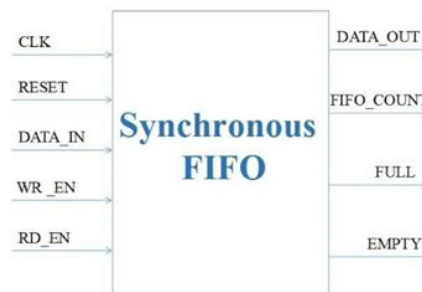 CLK
RESET
DATA_IN
WR_EN
RD_EN
Synchronous
FIFO
DATA_OUT
FIFO_COUNT
FULL
EMPTY